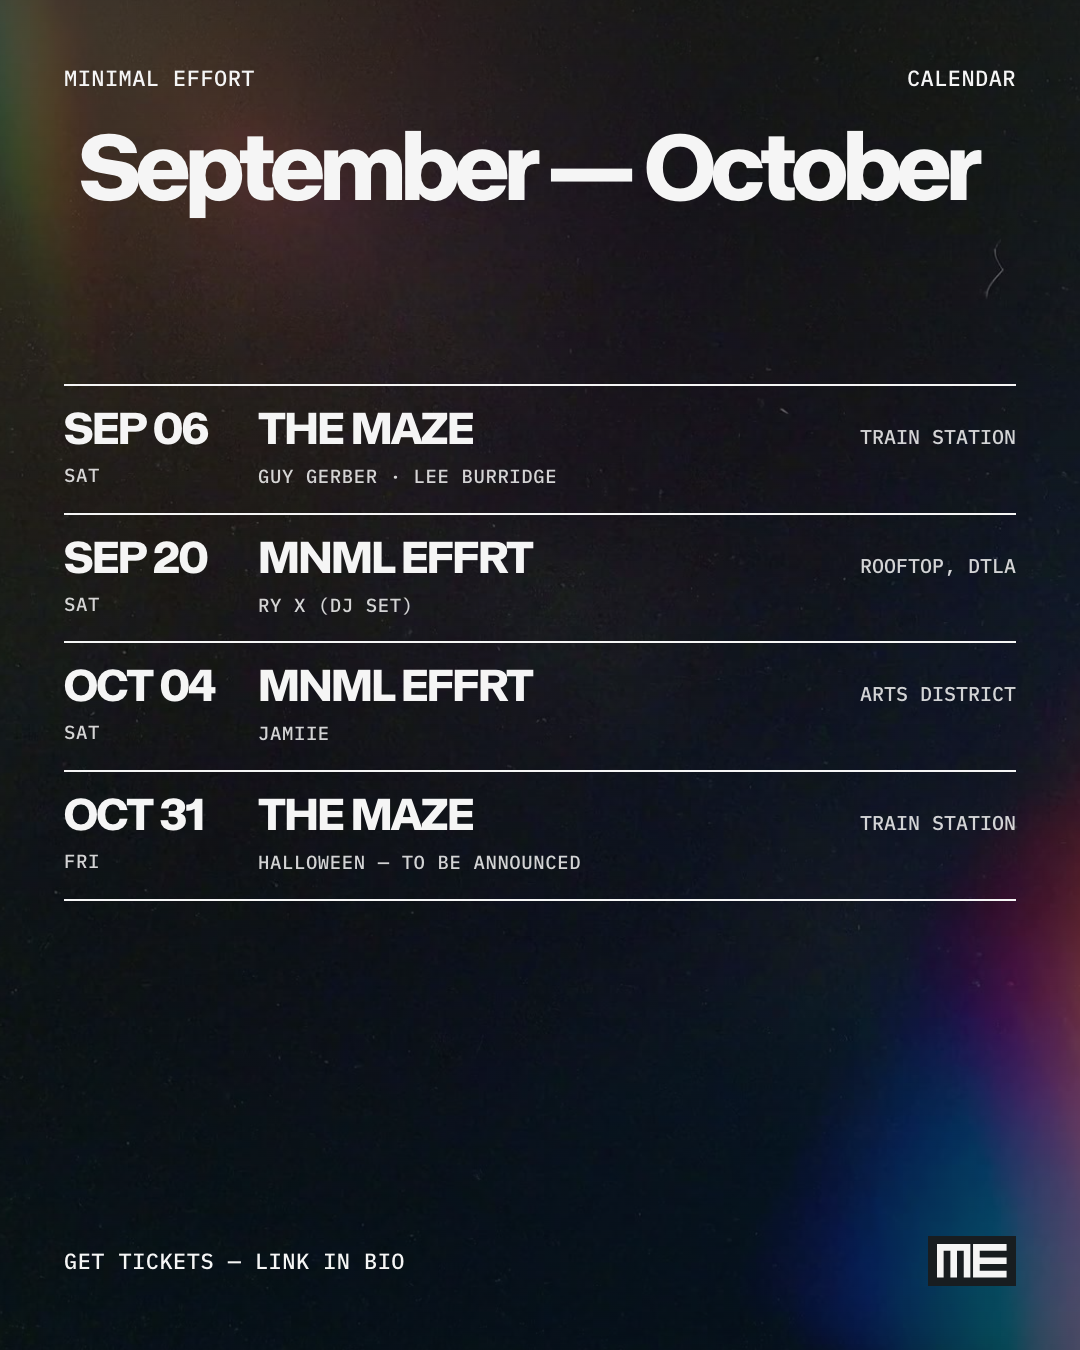 MINIMAL EFFORT
CALENDAR
September — October
SEP 06
THE MAZE
TRAIN STATION
SAT
GUY GERBER · LEE BURRIDGE
SEP 20
MNML EFFRT
ROOFTOP, DTLA
SAT
RY X (DJ SET)
OCT 04
MNML EFFRT
ARTS DISTRICT
SAT
JAMIIE
OCT 31
THE MAZE
TRAIN STATION
FRI
HALLOWEEN — TO BE ANNOUNCED
GET TICKETS — LINK IN BIO
ME